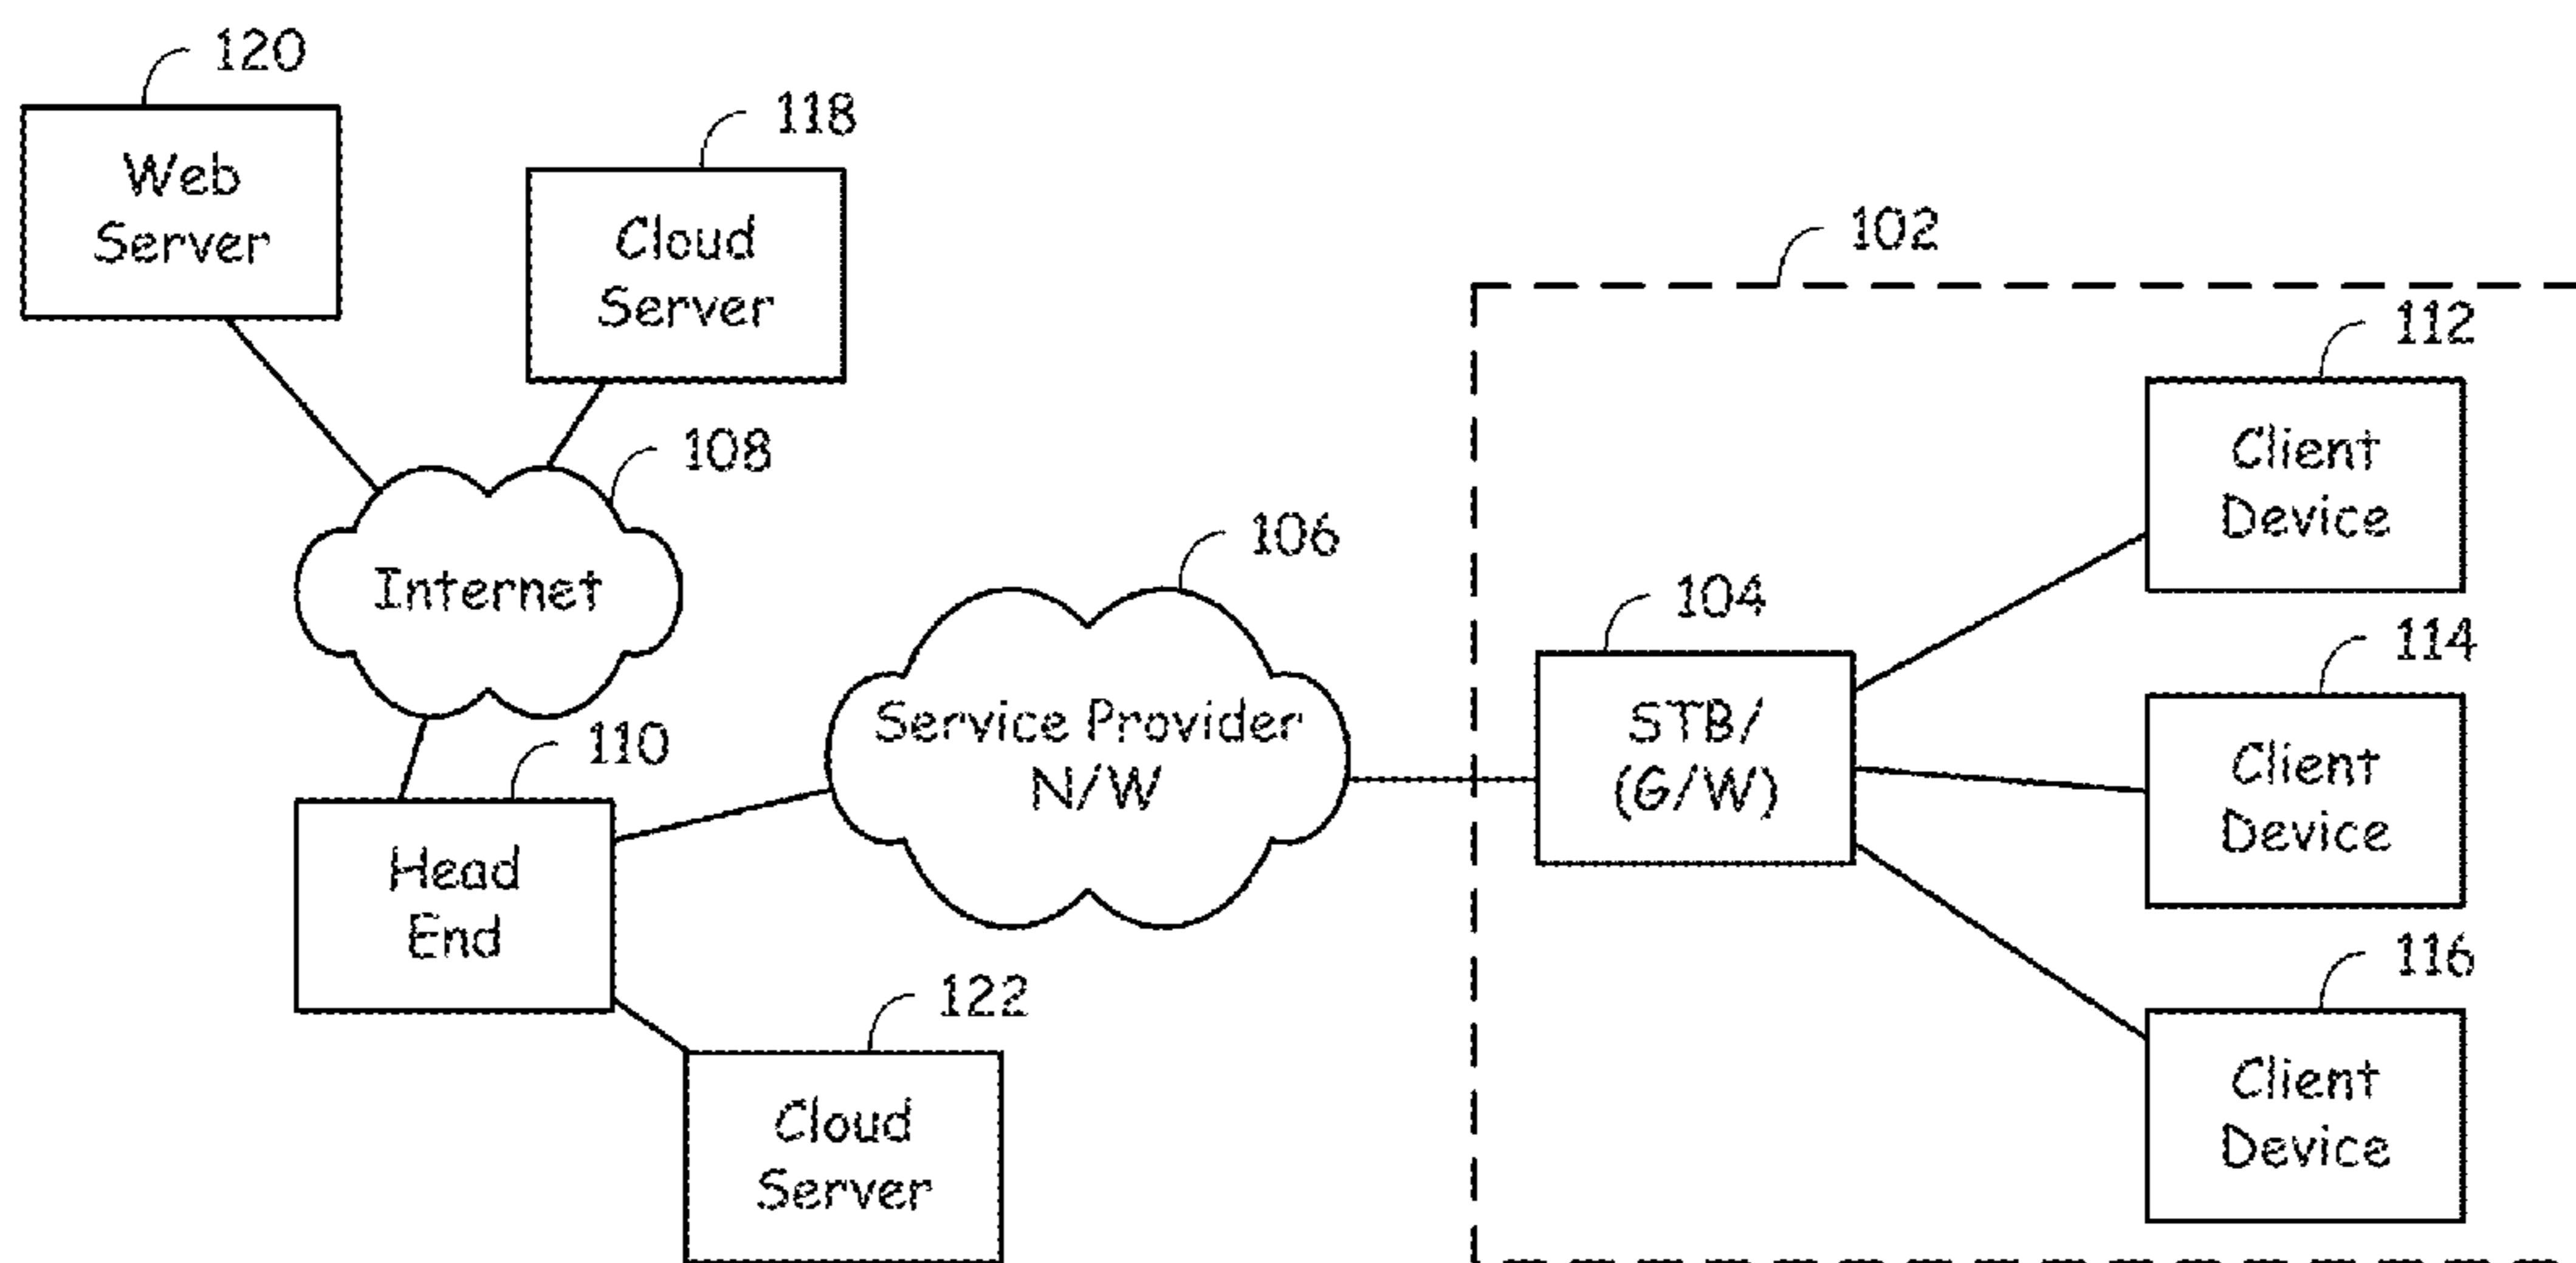 120
Web
Server
118
Cloud
Server
108
Internet
110
Head
End
122
Cloud
Server
106
Service Provider
N/W
102
104
STB/
(G/W)
112
Client
Device
114
Client
Device
116
Client
Device